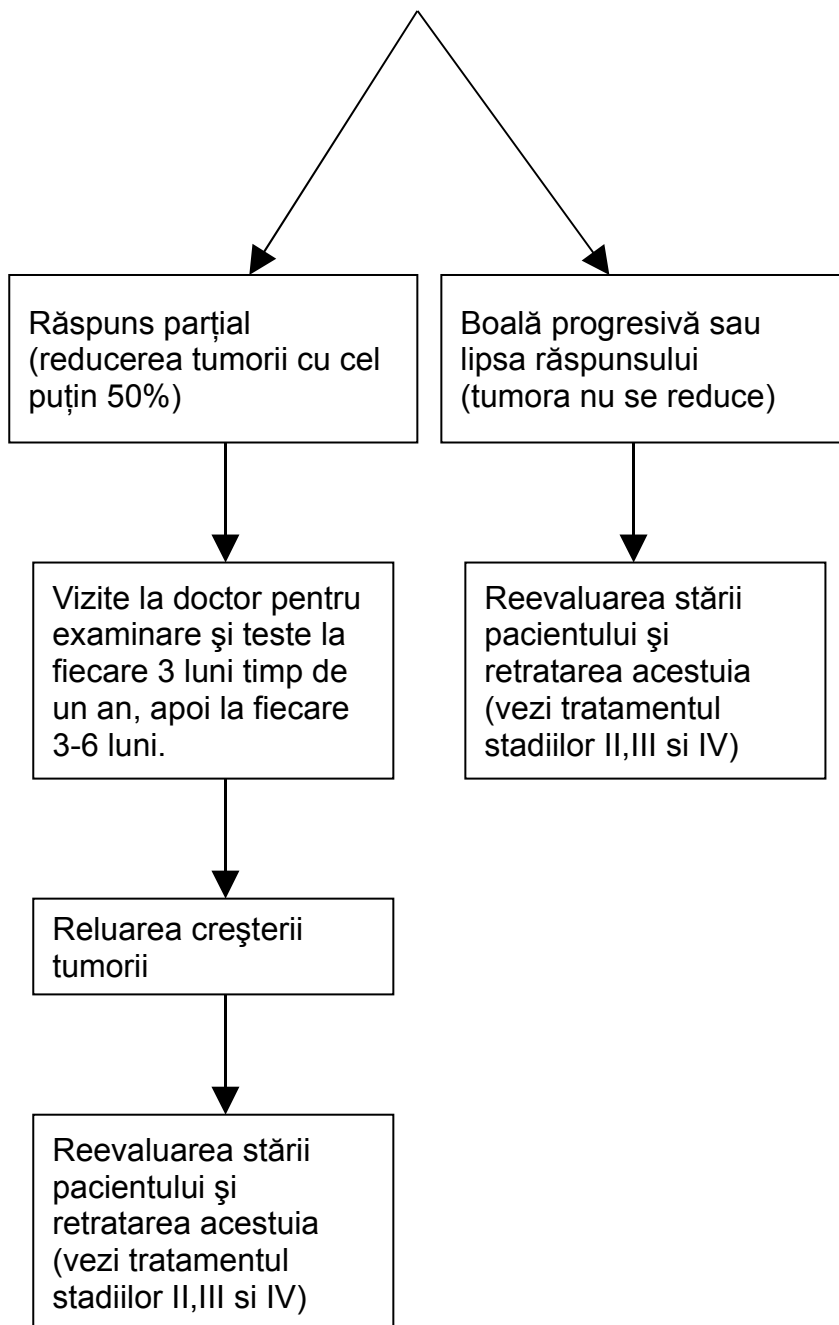 Răspuns parțial
(reducerea tumorii cu cel
puțin 50%)
Boală progresivă sau
lipsa răspunsului
(tumora nu se reduce)
Vizite la doctor pentru
examinare şi teste la
fiecare 3 luni timp de
un an, apoi la fiecare
3-6 luni.
Reevaluarea stării
pacientului şi
retratarea acestuia
(vezi tratamentul
stadiilor II,III si IV)
Reluarea creşterii
tumorii
Reevaluarea stării
pacientului şi
retratarea acestuia
(vezi tratamentul
stadiilor II,III si IV)